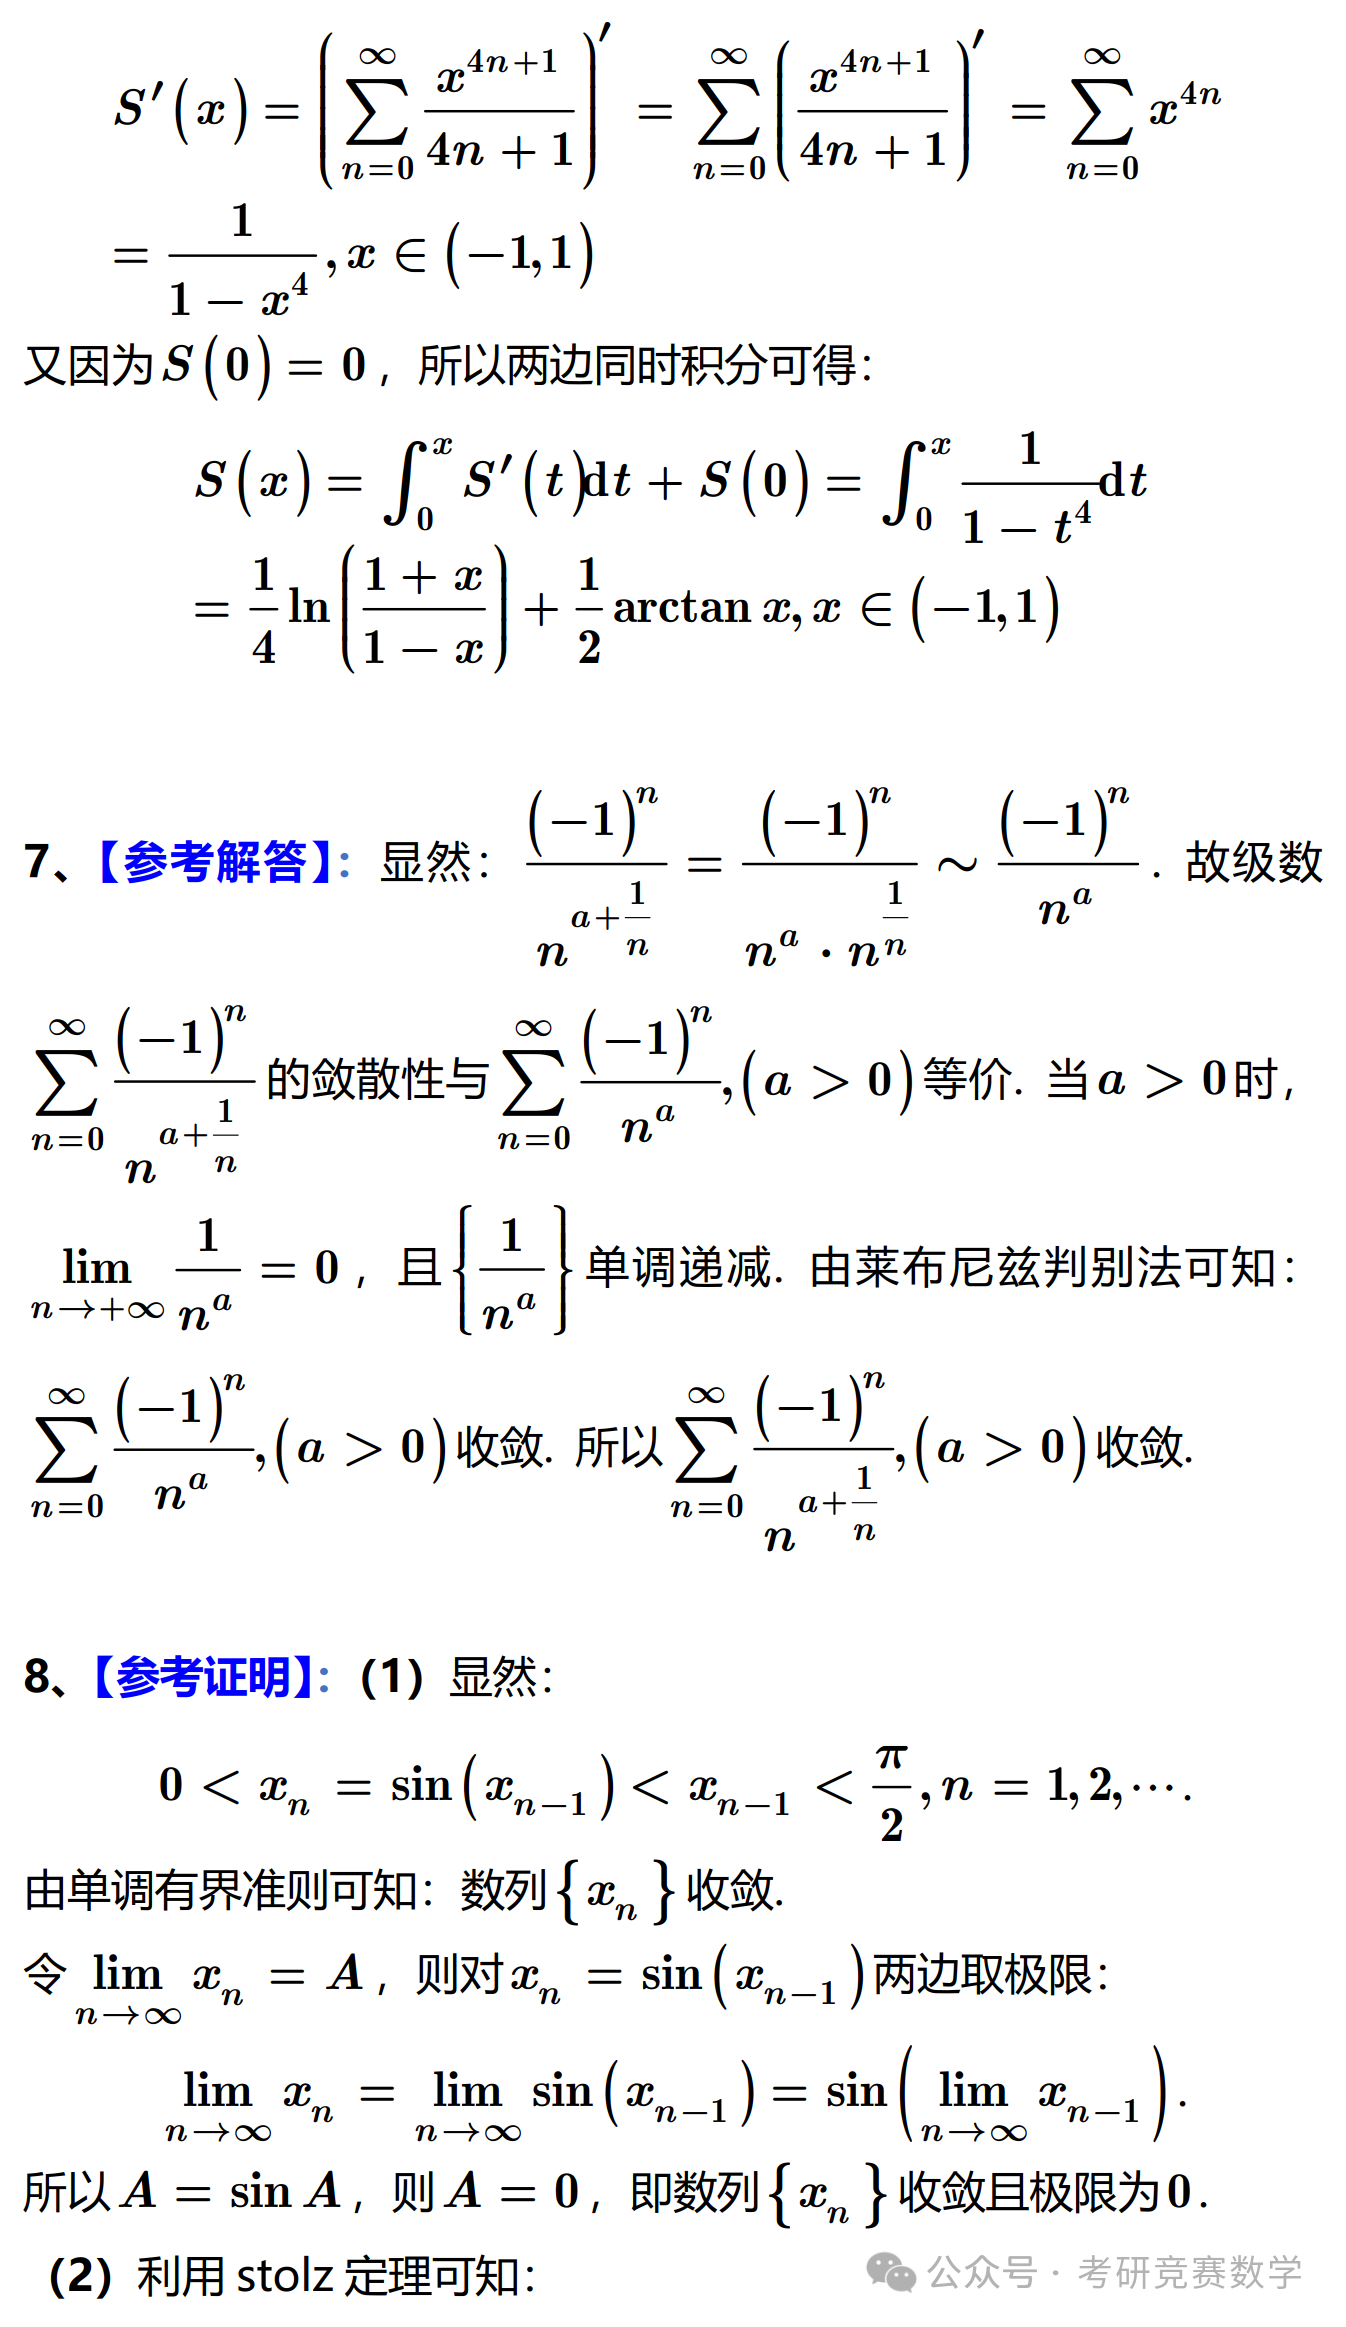 S′(x) = (∑_{n=0}^{∞} x^{4n+1}/(4n+1))′ = ∑_{n=0}^{∞} (x^{4n+1}/(4n+1))′ = ∑_{n=0}^{∞} x^{4n}
= 1/(1−x^4), x ∈ (−1,1)
又因为S(0) = 0，所以两边同时积分可得：
S(x) = ∫_0^x S′(t)dt + S(0) = ∫_0^x 1/(1−t^4) dt
= 1/4 ln((1+x)/(1−x)) + 1/2 arctan x, x ∈ (−1,1)
7、【参考解答】：显然：(−1)^n/n^{a+1/n} = (−1)^n/(n^a · n^{1/n}) ~ (−1)^n/n^a . 故级数
∑_{n=0}^{∞} (−1)^n/n^{a+1/n} 的敛散性与 ∑_{n=0}^{∞} (−1)^n/n^a, (a > 0) 等价. 当a > 0时，
lim_{n→+∞} 1/n^a = 0，且{1/n^a}单调递减. 由莱布尼兹判别法可知：
∑_{n=0}^{∞} (−1)^n/n^a, (a > 0) 收敛. 所以 ∑_{n=0}^{∞} (−1)^n/n^{a+1/n}, (a > 0) 收敛.
8、【参考证明】：（1）显然：
0 < x_n = sin(x_{n−1}) < x_{n−1} < π/2, n = 1,2,⋯.
由单调有界准则可知：数列{x_n}收敛.
令 lim_{n→∞} x_n = A，则对x_n = sin(x_{n−1})两边取极限：
lim_{n→∞} x_n = lim_{n→∞} sin(x_{n−1}) = sin(lim_{n→∞} x_{n−1}).
所以A = sin A，则A = 0，即数列{x_n}收敛且极限为0.
（2）利用 stolz 定理可知：
公众号 · 考研竞赛数学